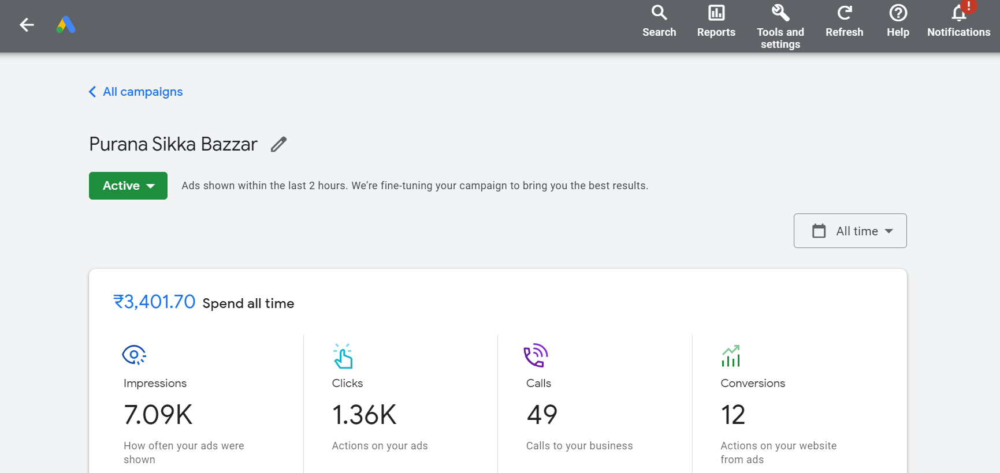 Search
Reports
Tools and
settings
Refresh
Help
!
Notifications
All campaigns
Purana Sikka Bazzar
Active
Ads shown within the last 2 hours. We’re fine-tuning your campaign to bring you the best results.
All time
₹3,401.70 Spend all time
Impressions
7.09K
How often your ads were
shown
Clicks
1.36K
Actions on your ads
Calls
49
Calls to your business
Conversions
12
Actions on your website
from ads